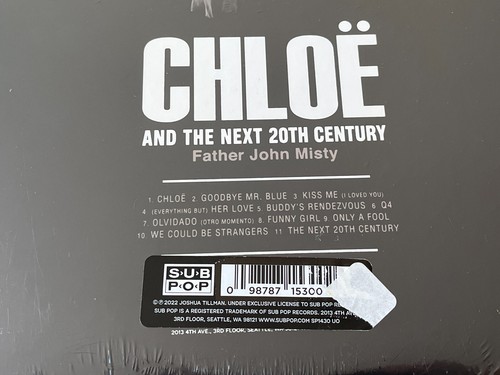 CHLOË
AND THE NEXT 20TH CENTURY
Father John Misty
1 CHLOË 2 GOODBYE MR. BLUE 3 KISS ME (I LOVED YOU)
4 (EVERYTHING BUT) HER LOVE 5 BUDDY'S RENDEZVOUS 6 Q4
7 OLVIDADO (OTRO MOMENTO) 8 FUNNY GIRL 9 ONLY A FOOL
10 WE COULD BE STRANGERS 11 THE NEXT 20TH CENTURY
SUB
POP
0 98787 15300
©℗ 2022 JOSHUA TILLMAN. UNDER EXCLUSIVE LICENSE TO SUB POP
SUB POP IS A REGISTERED TRADEMARK OF SUB POP RECORDS. 2013 4TH
3RD FLOOR, SEATTLE, WA 98121 WWW.SUBPOP.COM SP1430 UO
2013 4TH AVE., 3RD FLOOR, SEATTLE,